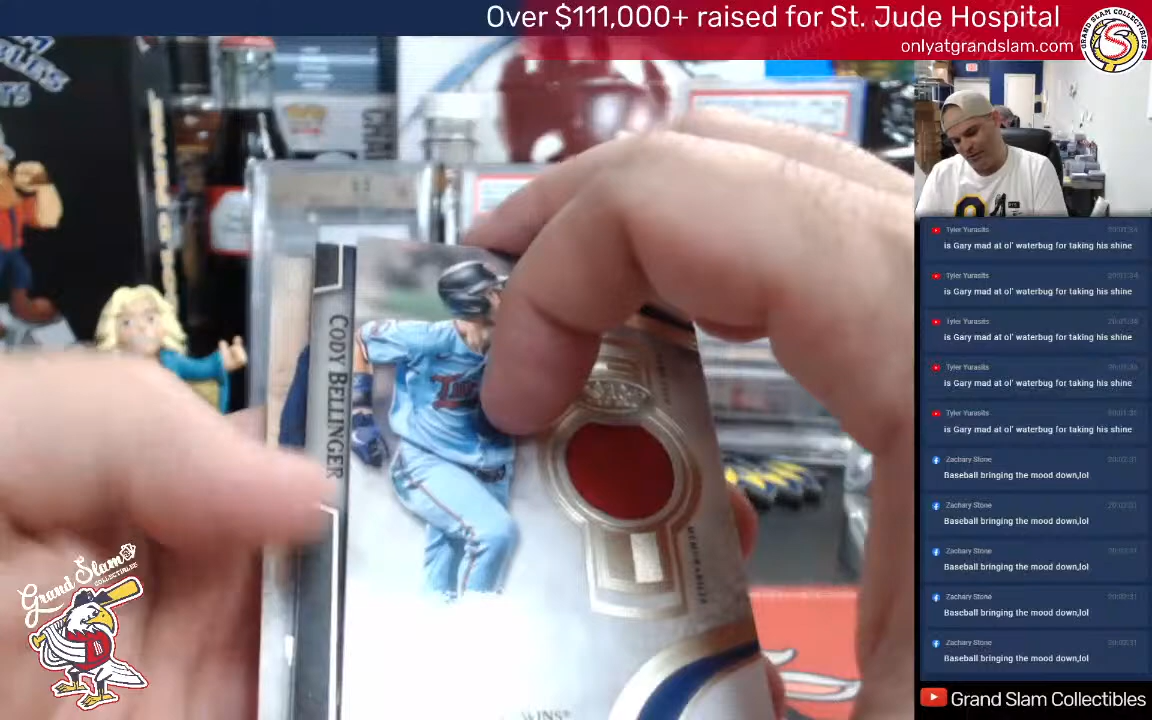 Over $111,000+ raised for St. Jude Hospital
onlyatgrandslam.com
GRAND SLAM COLLECTIBLES
Tyler Yurasits
is Gary mad at ol' waterbug for taking his shine
Tyler Yurasits
is Gary mad at ol' waterbug for taking his shine
Tyler Yurasits
is Gary mad at ol' waterbug for taking his shine
Tyler Yurasits
is Gary mad at ol' waterbug for taking his shine
Tyler Yurasits
is Gary mad at ol' waterbug for taking his shine
Zachary Stone
Baseball bringing the mood down,lol
Zachary Stone
Baseball bringing the mood down,lol
Zachary Stone
Baseball bringing the mood down,lol
Zachary Stone
Baseball bringing the mood down,lol
Zachary Stone
Baseball bringing the mood down,lol
Grand Slam Collectibles
CODY BELLINGER
MEMORABILIA
Grand Slam
COLLECTIBLES